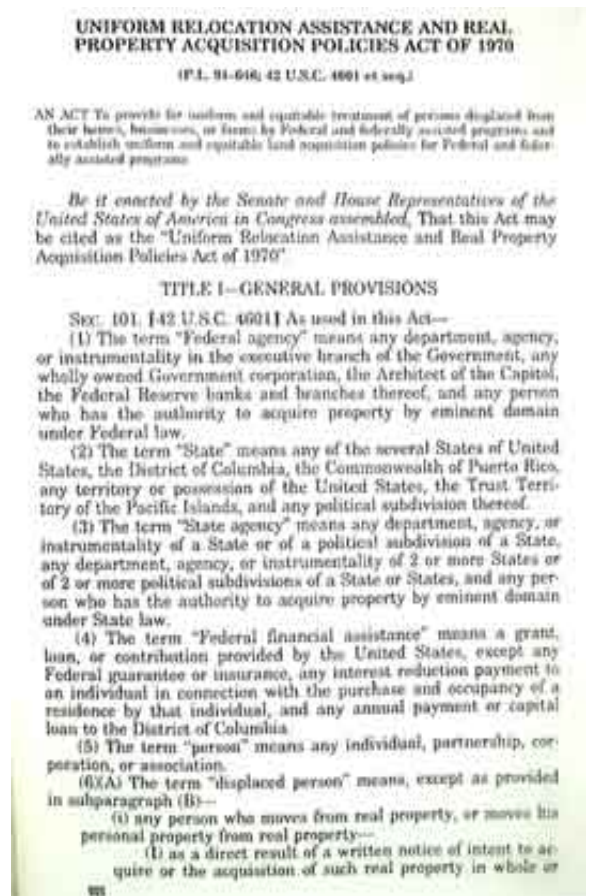 UNIFORM RELOCATION ASSISTANCE AND REAL
PROPERTY ACQUISITION POLICIES ACT OF 1970
(P.L. 91-646; 42 U.S.C. 4601 et seq.)
AN ACT To provide for uniform and equitable treatment of persons displaced from
their homes, businesses, or farms by Federal and federally assisted programs and
to establish uniform and equitable land acquisition policies for Federal and feder-
ally assisted programs
Be it enacted by the Senate and House Representatives of the
United States of America in Congress assembled, That this Act may
be cited as the "Uniform Relocation Assistance and Real Property
Acquisition Policies Act of 1970"
TITLE I—GENERAL PROVISIONS
SEC. 101. [42 U.S.C. 4601] As used in this Act—
(1) The term "Federal agency" means any department, agency,
or instrumentality in the executive branch of the Government, any
wholly owned Government corporation, the Architect of the Capitol,
the Federal Reserve banks and branches thereof, and any person
who has the authority to acquire property by eminent domain
under Federal law.
(2) The term "State" means any of the several States of United
States, the District of Columbia, the Commonwealth of Puerto Rico,
any territory or possession of the United States, the Trust Terri-
tory of the Pacific Islands, and any political subdivision thereof.
(3) The term "State agency" means any department, agency, or
instrumentality of a State or of a political subdivision of a State,
any department, agency, or instrumentality of 2 or more States or
of 2 or more political subdivisions of a State or States, and any per-
son who has the authority to acquire property by eminent domain
under State law.
(4) The term "Federal financial assistance" means a grant,
loan, or contribution provided by the United States, except any
Federal guarantee or insurance, any interest reduction payment to
an individual in connection with the purchase and occupancy of a
residence by that individual, and any annual payment or capital
loan to the District of Columbia
(5) The term "person" means any individual, partnership, cor-
poration, or association.
(6)(A) The term "displaced person" means, except as provided
in subparagraph (B)—
(i) any person who moves from real property, or moves his
personal property from real property—
(I) as a direct result of a written notice of intent to ac-
quire or the acquisition of such real property in whole or